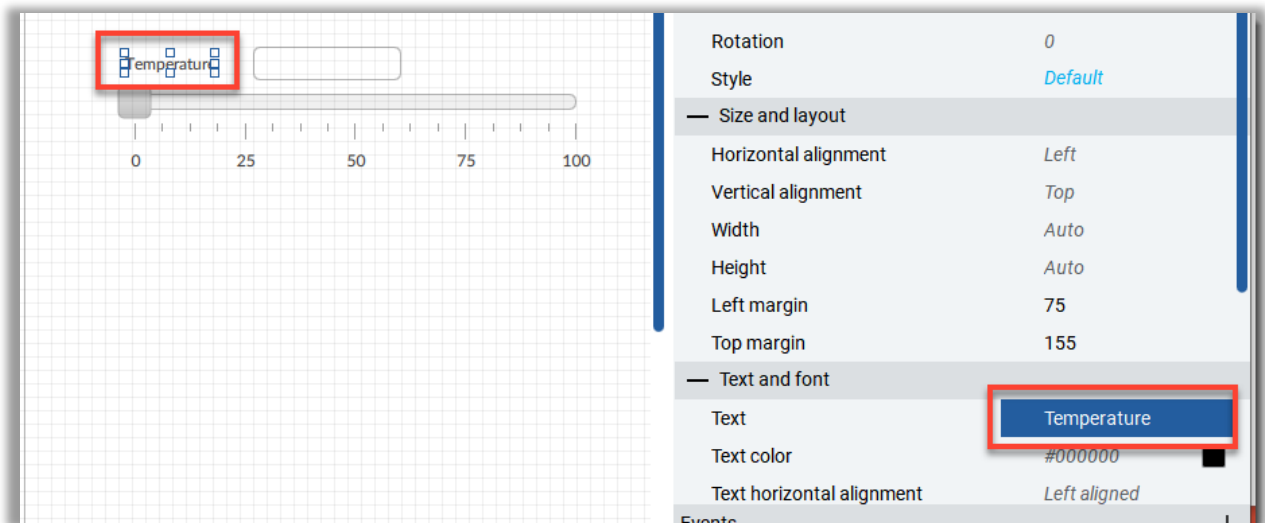 Temperature
0 25 50 75 100
Rotation 0
Style Default
Size and layout
Horizontal alignment Left
Vertical alignment Top
Width Auto
Height Auto
Left margin 75
Top margin 155
Text and font
Text Temperature
Text color #000000
Text horizontal alignment Left aligned
Events